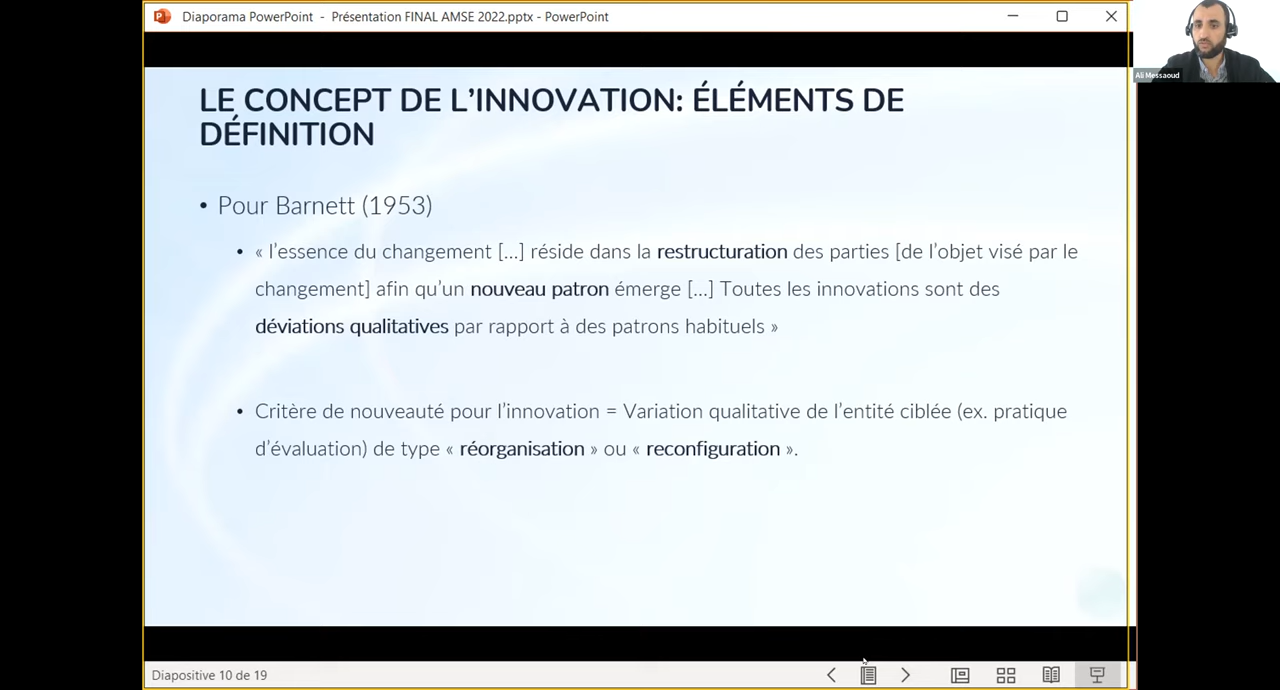 Diaporama PowerPoint - Présentation FINAL AMSE 2022.pptx - PowerPoint
Ali Messaoud
LE CONCEPT DE L’INNOVATION: ÉLÉMENTS DE
DÉFINITION
• Pour Barnett (1953)
• « l’essence du changement [...] réside dans la restructuration des parties [de l’objet visé par le
changement] afin qu’un nouveau patron émerge [...] Toutes les innovations sont des
déviations qualitatives par rapport à des patrons habituels »
• Critère de nouveauté pour l’innovation = Variation qualitative de l’entité ciblée (ex. pratique
d’évaluation) de type « réorganisation » ou « reconfiguration ».
Diapositive 10 de 19